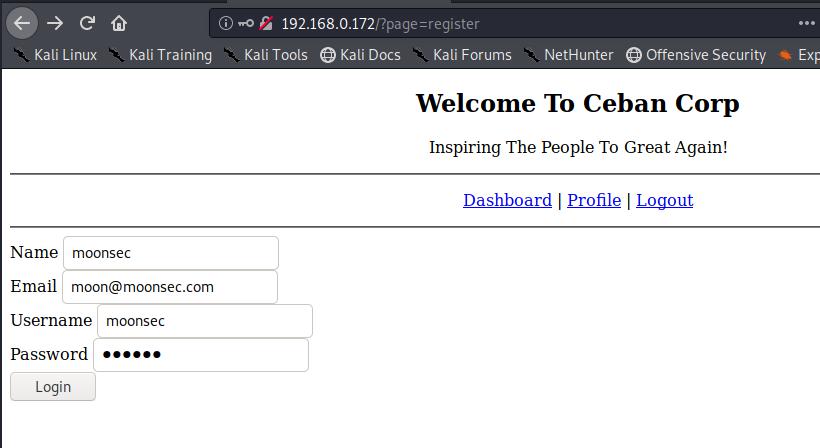 192.168.0.172/?page=register
Kali Linux Kali Training Kali Tools Kali Docs Kali Forums NetHunter Offensive Security Exp
Welcome To Ceban Corp
Inspiring The People To Great Again!
Dashboard | Profile | Logout
Name moonsec
Email moon@moonsec.com
Username moonsec
Password ●●●●●●
Login